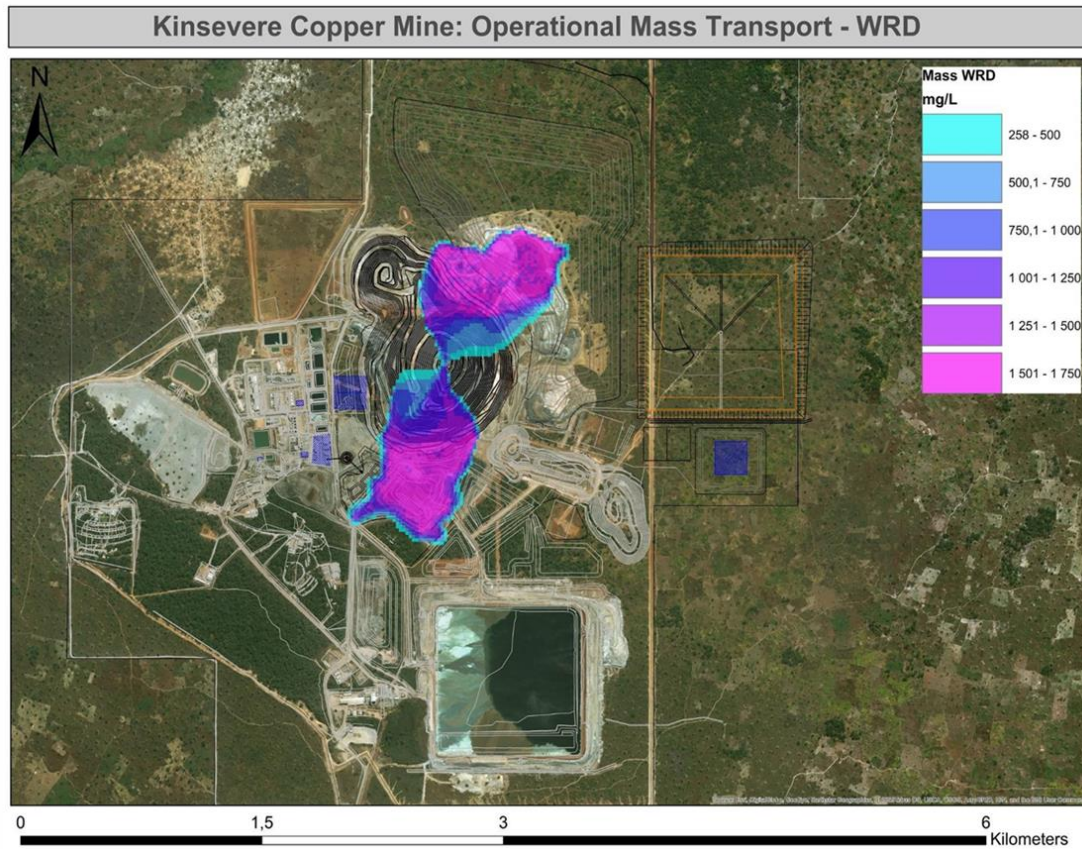 Kinsevere Copper Mine: Operational Mass Transport - WRD
N
Mass WRD
mg/L
258 - 500
500,1 - 750
750,1 - 1 000
1 001 - 1 250
1 251 - 1 500
1 501 - 1 750
0 1,5 3 6
Kilometers